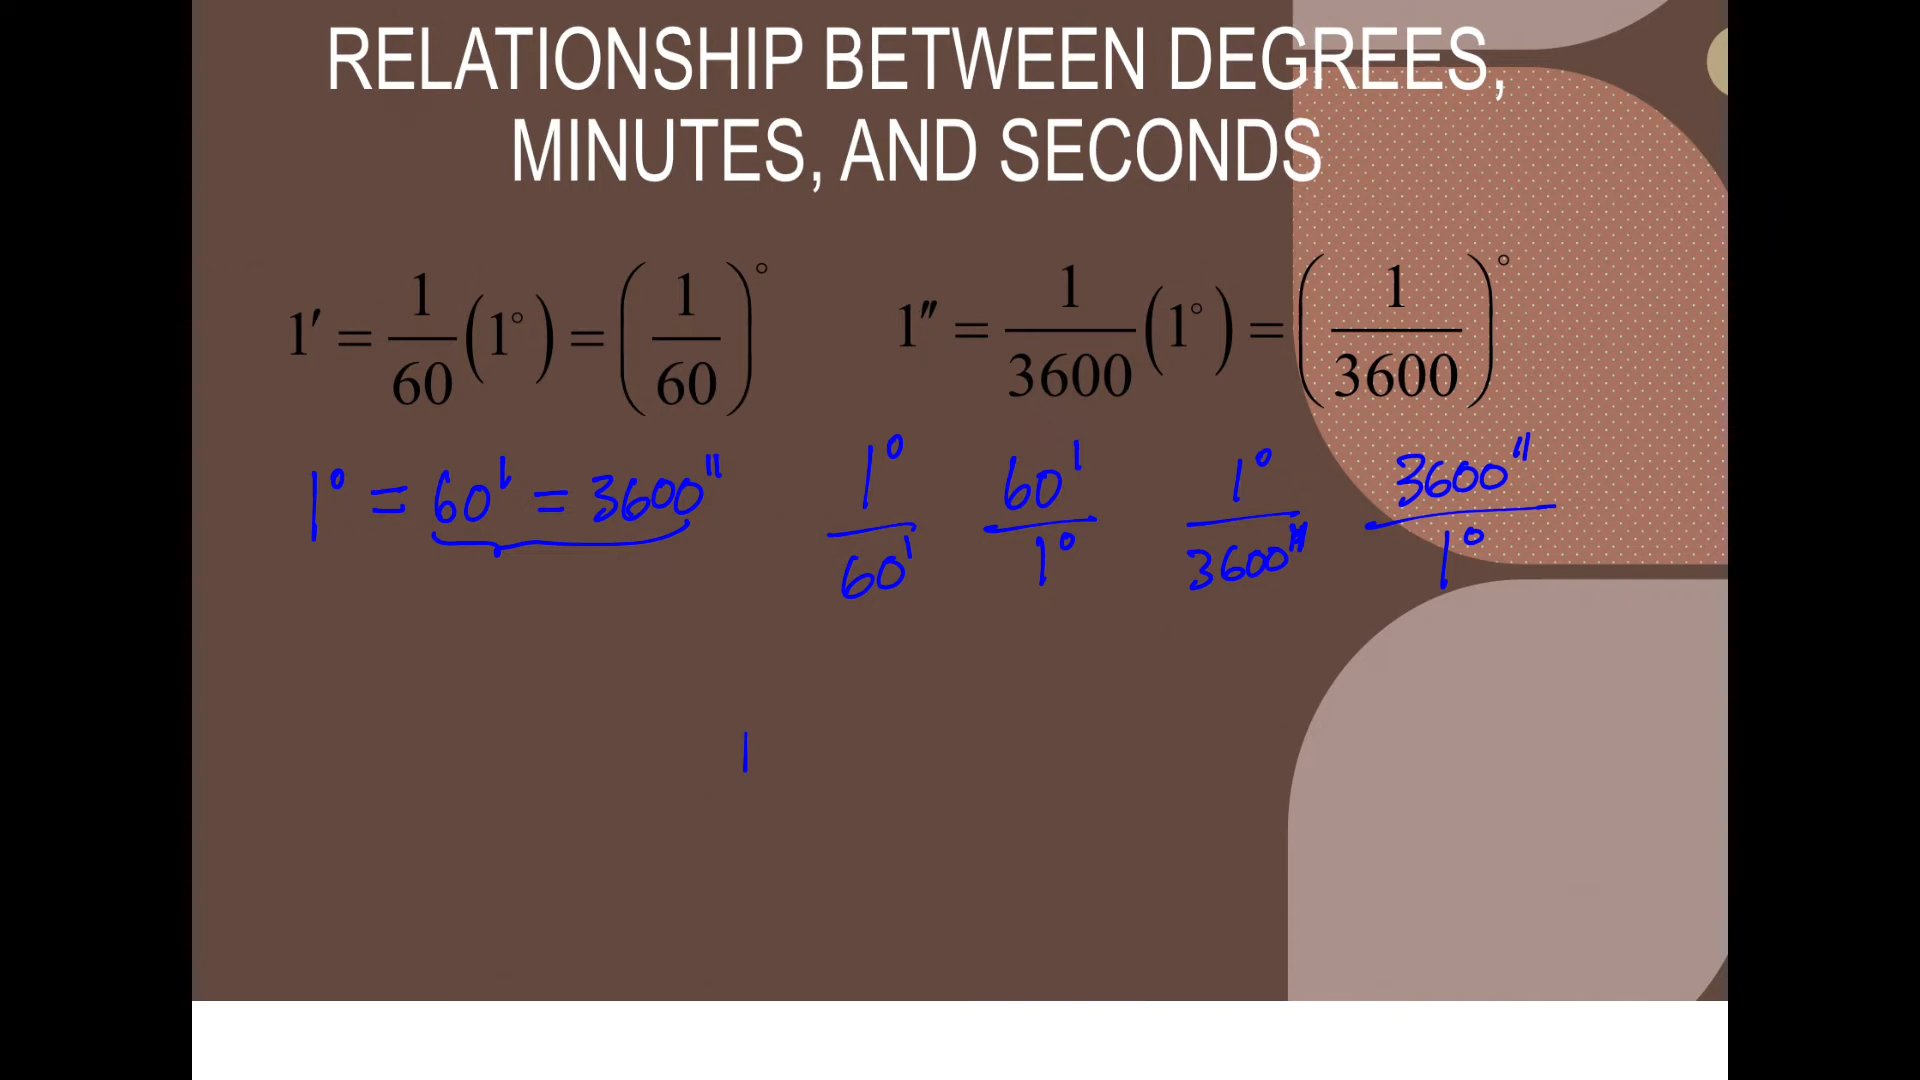 RELATIONSHIP BETWEEN DEGREES,
MINUTES, AND SECONDS
1′ = 1/60 (1°) = (1/60)° 1″ = 1/3600 (1°) = (1/3600)°
1° = 60′ = 3600″ 1°/60′ 60′/1° 1°/3600″ 3600″/1°
1